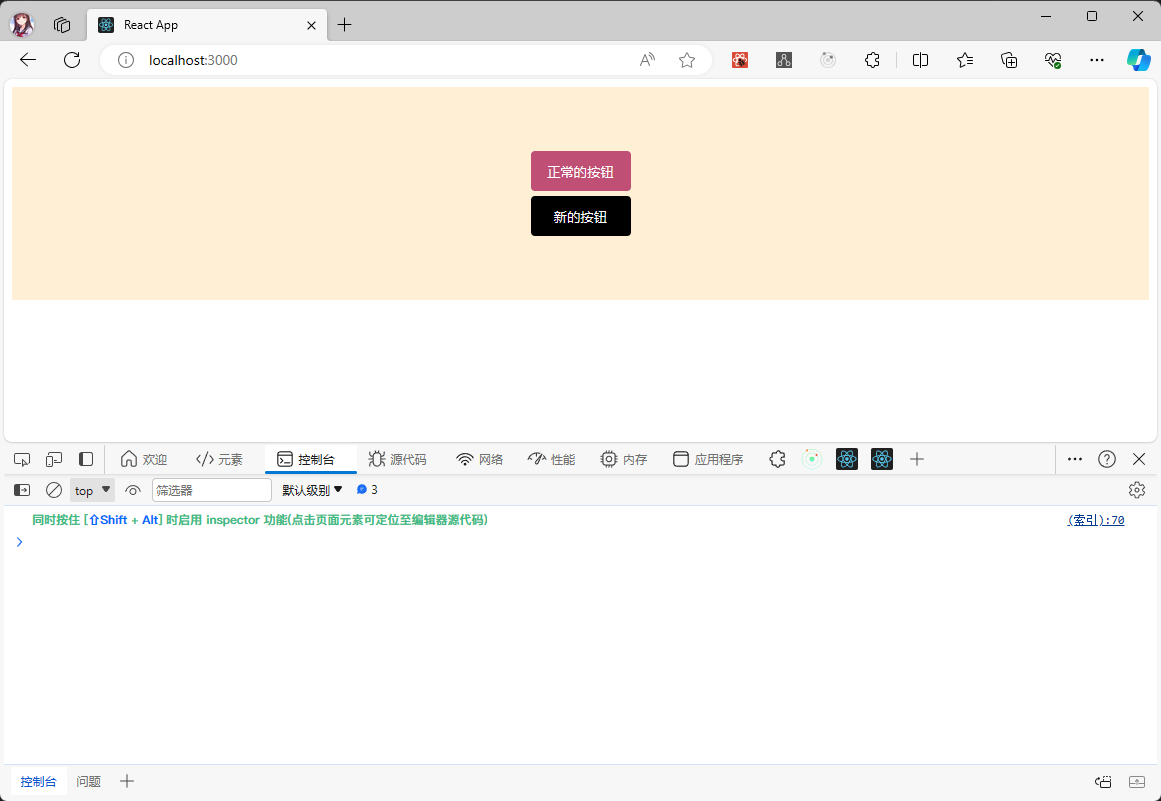 React App
localhost:3000
正常的按钮
新的按钮
欢迎 元素 控制台 源代码 网络 性能 内存 应用程序
top 筛选器 默认级别 3
同时按住 [⇧Shift + Alt] 时启用 inspector 功能(点击页面元素可定位至编辑器源代码) (索引):70
控制台 问题